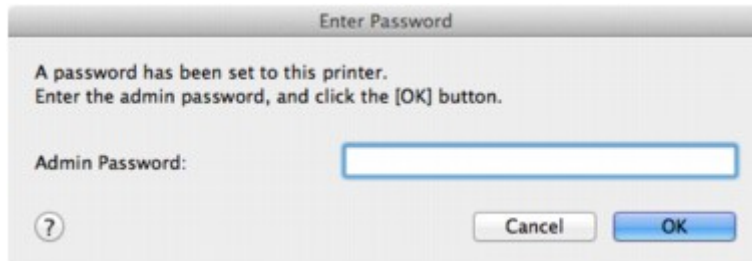 Enter Password
A password has been set to this printer.
Enter the admin password, and click the [OK] button.
Admin Password:
?
Cancel
OK